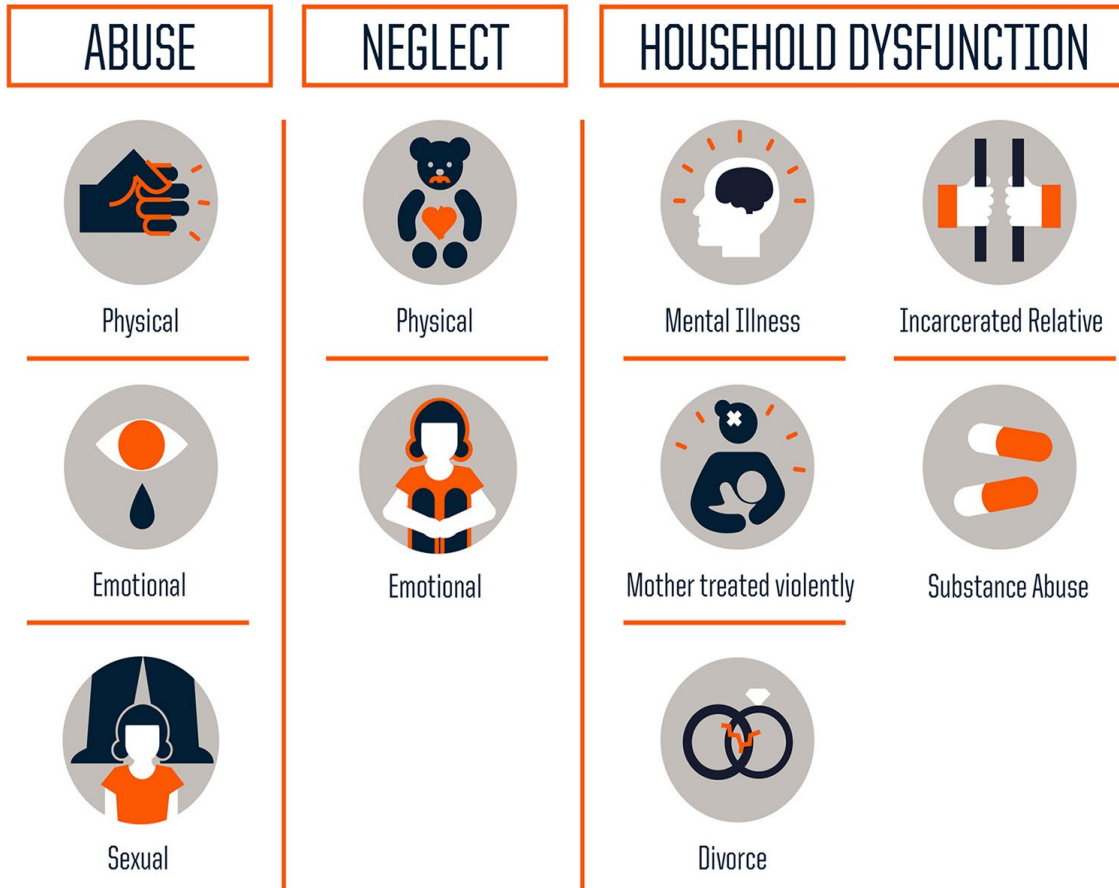 ABUSE
Physical
Emotional
Sexual
NEGLECT
Physical
Emotional
HOUSEHOLD DYSFUNCTION
Mental Illness
Incarcerated Relative
Mother treated violently
Substance Abuse
Divorce